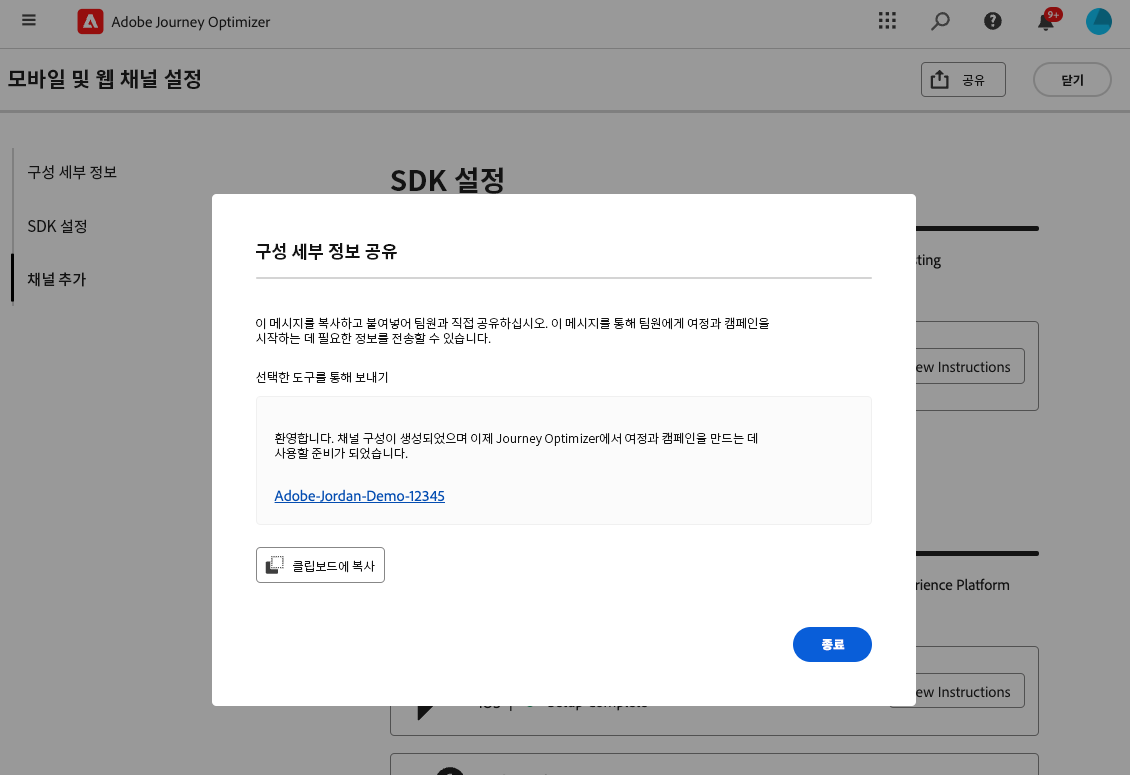 Adobe Journey Optimizer
9+
모바일 및 웹 채널 설정
공유
닫기
구성 세부 정보
SDK 설정
채널 추가
SDK 설정
구성 세부 정보 공유
이 메시지를 복사하고 붙여넣어 팀원과 직접 공유하십시오. 이 메시지를 통해 팀원에게 여정과 캠페인을
시작하는 데 필요한 정보를 전송할 수 있습니다.
선택한 도구를 통해 보내기
환영합니다. 채널 구성이 생성되었으며 이제 Journey Optimizer에서 여정과 캠페인을 만드는 데
사용할 준비가 되었습니다.
Adobe-Jordan-Demo-12345
클립보드에 복사
종료
Instructions
Platform
Instructions